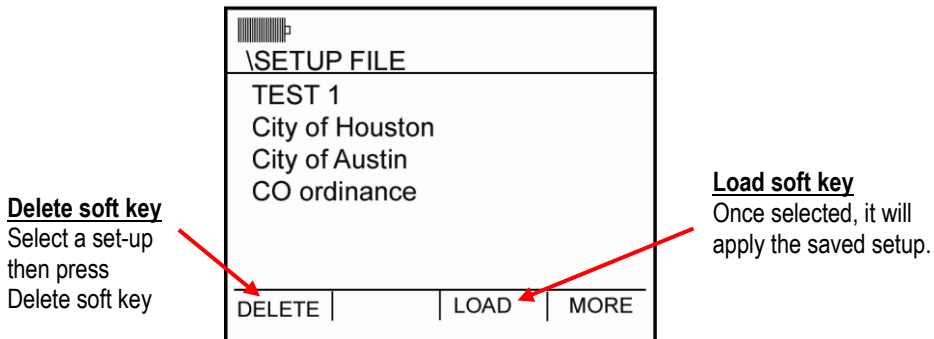 \SETUP FILE
TEST 1
City of Houston
City of Austin
CO ordinance
DELETE
LOAD
MORE
Delete soft key
Select a set-up
then press
Delete soft key
Load soft key
Once selected, it will
apply the saved setup.